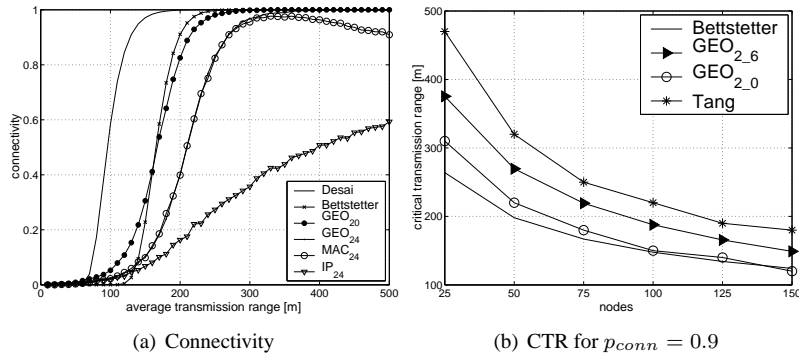 1
0.8
0.6
0.4
0.2
0
connectivity
0 100 200 300 400 500
average transmission range [m]
Desai
Bettstetter
GEO20
GEO24
MAC24
IP24
(a) Connectivity
500
400
300
200
100
critical transmission range [m]
25 50 75 100 125 150
nodes
Bettstetter
GEO2_6
GEO2_0
Tang
(b) CTR for pconn = 0.9